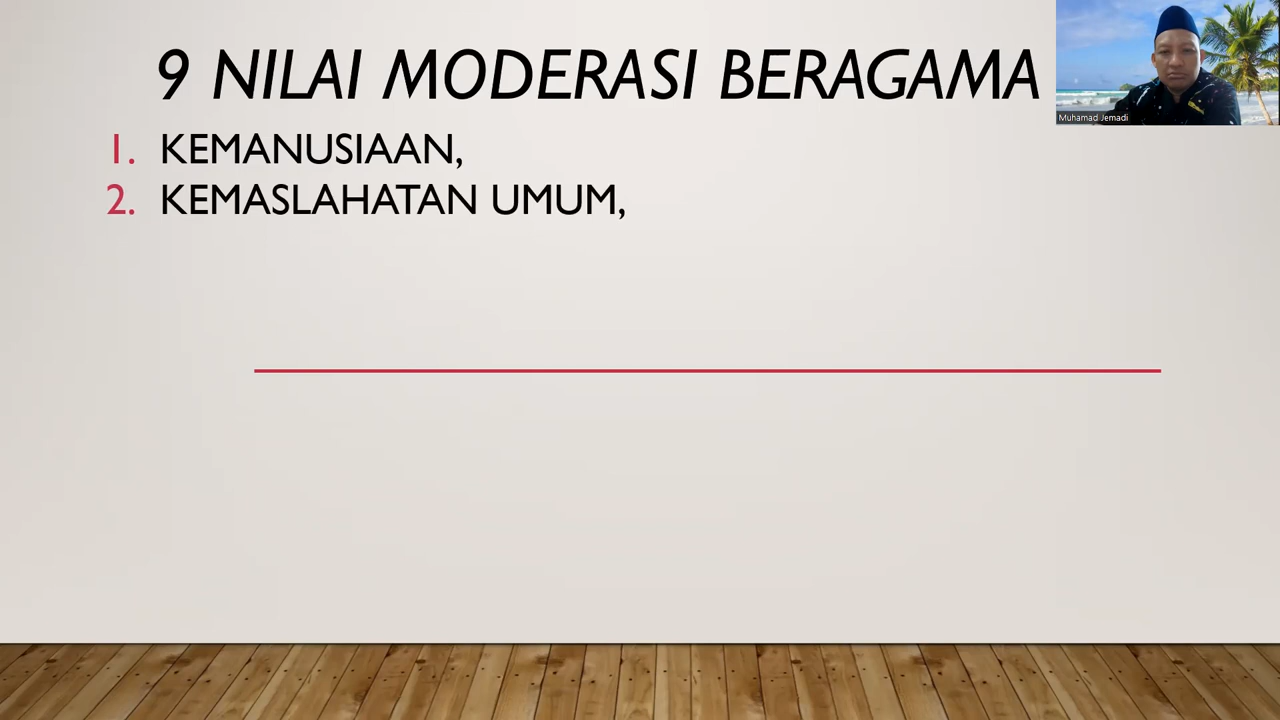 9 NILAI MODERASI BERAGAMA
1. KEMANUSIAAN,
2. KEMASLAHATAN UMUM,
Muhamad Jemadi